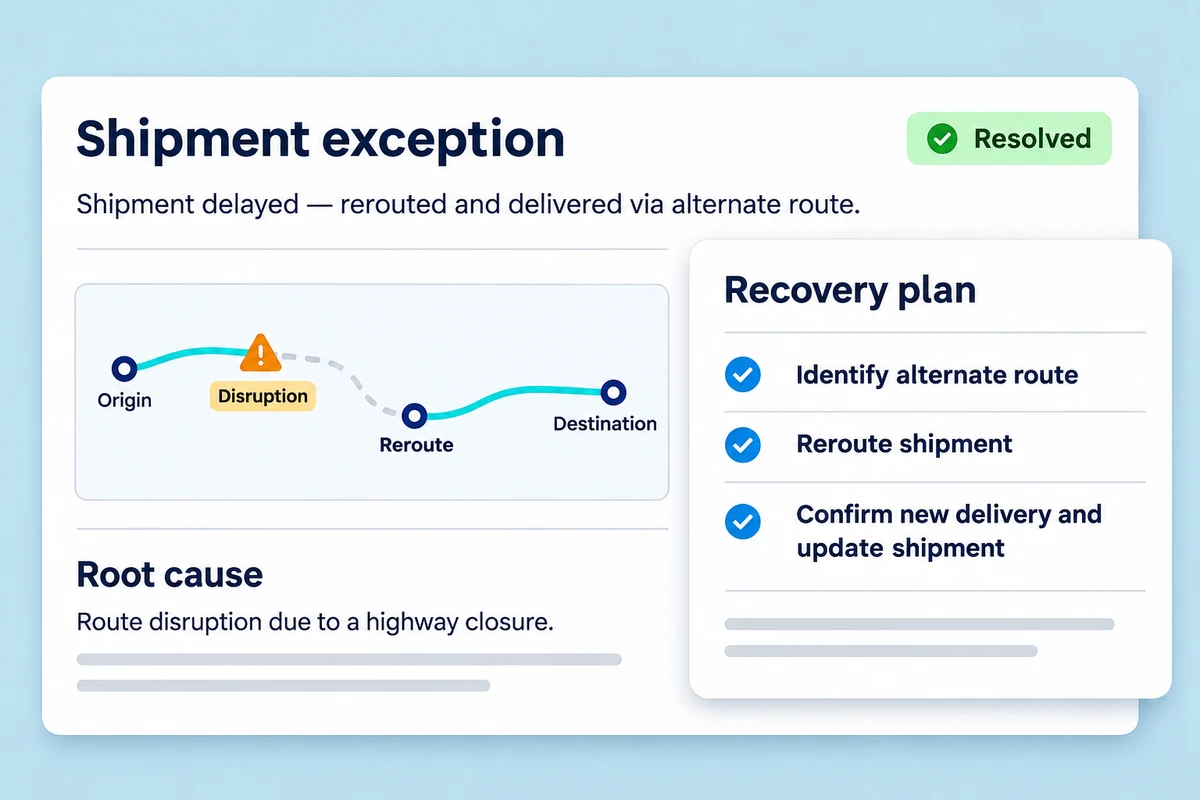 Shipment exception
Resolved
Shipment delayed — rerouted and delivered via alternate route.
Origin
Disruption
Reroute
Destination
Root cause
Route disruption due to a highway closure.
Recovery plan
Identify alternate route
Reroute shipment
Confirm new delivery and
update shipment